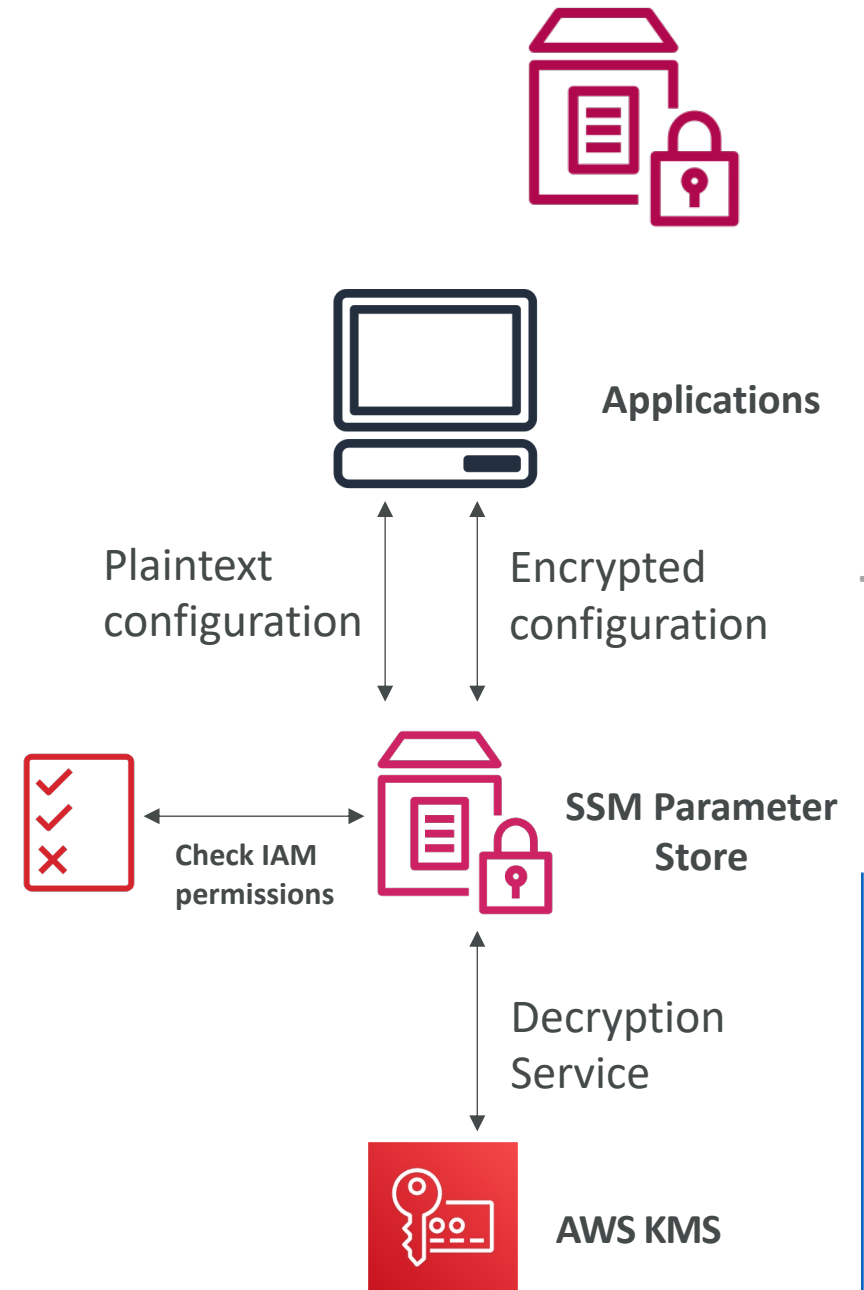 Applications
Plaintext
configuration
Encrypted
configuration
SSM Parameter
Store
Check IAM
permissions
Decryption
Service
AWS KMS